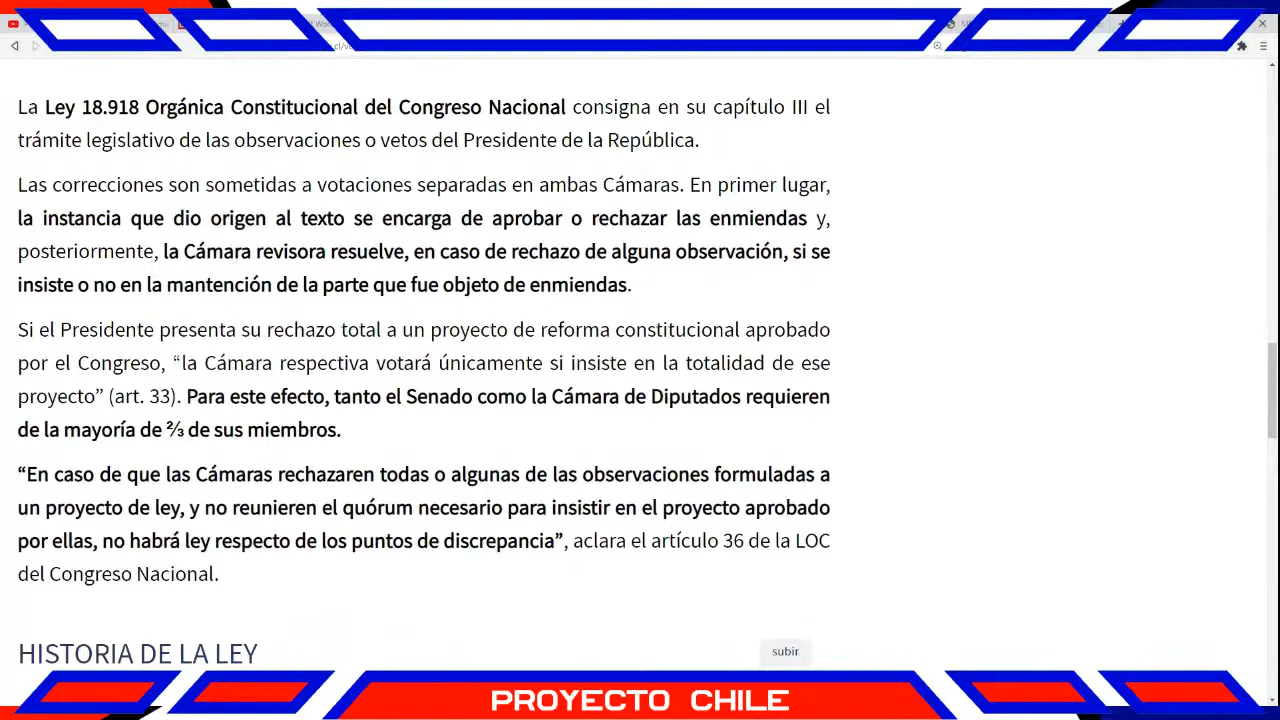 La Ley 18.918 Orgánica Constitucional del Congreso Nacional consigna en su capítulo III el
trámite legislativo de las observaciones o vetos del Presidente de la República.
Las correcciones son sometidas a votaciones separadas en ambas Cámaras. En primer lugar,
la instancia que dio origen al texto se encarga de aprobar o rechazar las enmiendas y,
posteriormente, la Cámara revisora resuelve, en caso de rechazo de alguna observación, si se
insiste o no en la mantención de la parte que fue objeto de enmiendas.
Si el Presidente presenta su rechazo total a un proyecto de reforma constitucional aprobado
por el Congreso, “la Cámara respectiva votará únicamente si insiste en la totalidad de ese
proyecto” (art. 33). Para este efecto, tanto el Senado como la Cámara de Diputados requieren
de la mayoría de ⅔ de sus miembros.
“En caso de que las Cámaras rechazaren todas o algunas de las observaciones formuladas a
un proyecto de ley, y no reunieren el quórum necesario para insistir en el proyecto aprobado
por ellas, no habrá ley respecto de los puntos de discrepancia”, aclara el artículo 36 de la LOC
del Congreso Nacional.
HISTORIA DE LA LEY
subir
PROYECTO CHILE